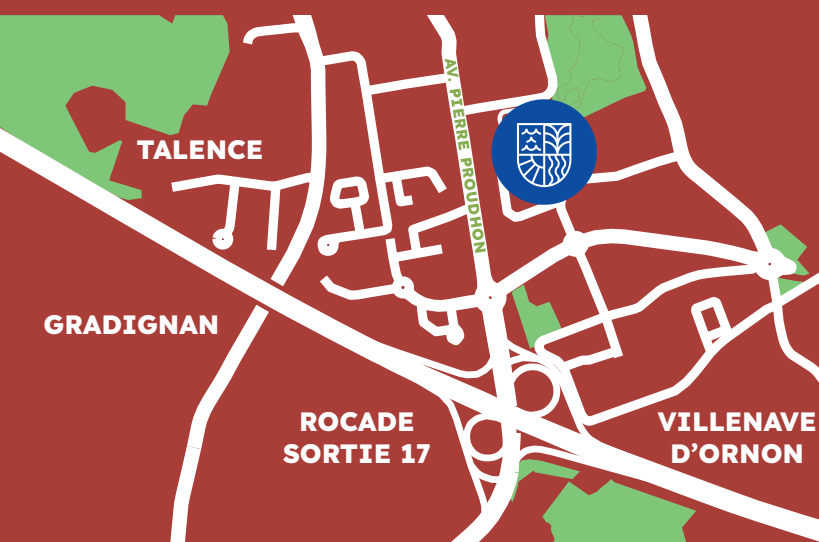 AV. PIERRE PROUDHON
TALENCE
GRADIGNAN
ROCADE
SORTIE 17
VILLENAVE
D’ORNON